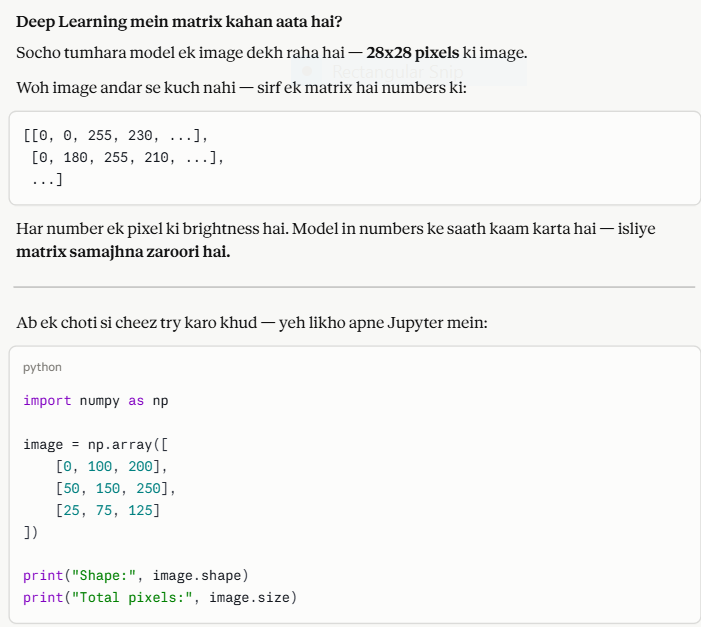 Deep Learning mein matrix kahan aata hai?
Socho tumhara model ek image dekh raha hai — 28x28 pixels ki image.
Rectangular Snip
Woh image andar se kuch nahi — sirf ek matrix hai numbers ki:
[[0, 0, 255, 230, ...],
 [0, 180, 255, 210, ...],
 ...]
Har number ek pixel ki brightness hai. Model in numbers ke saath kaam karta hai — isliye
matrix samajhna zaroori hai.
Ab ek choti si cheez try karo khud — yeh likho apne Jupyter mein:
python
import numpy as np
image = np.array([
    [0, 100, 200],
    [50, 150, 250],
    [25, 75, 125]
])
print("Shape:", image.shape)
print("Total pixels:", image.size)